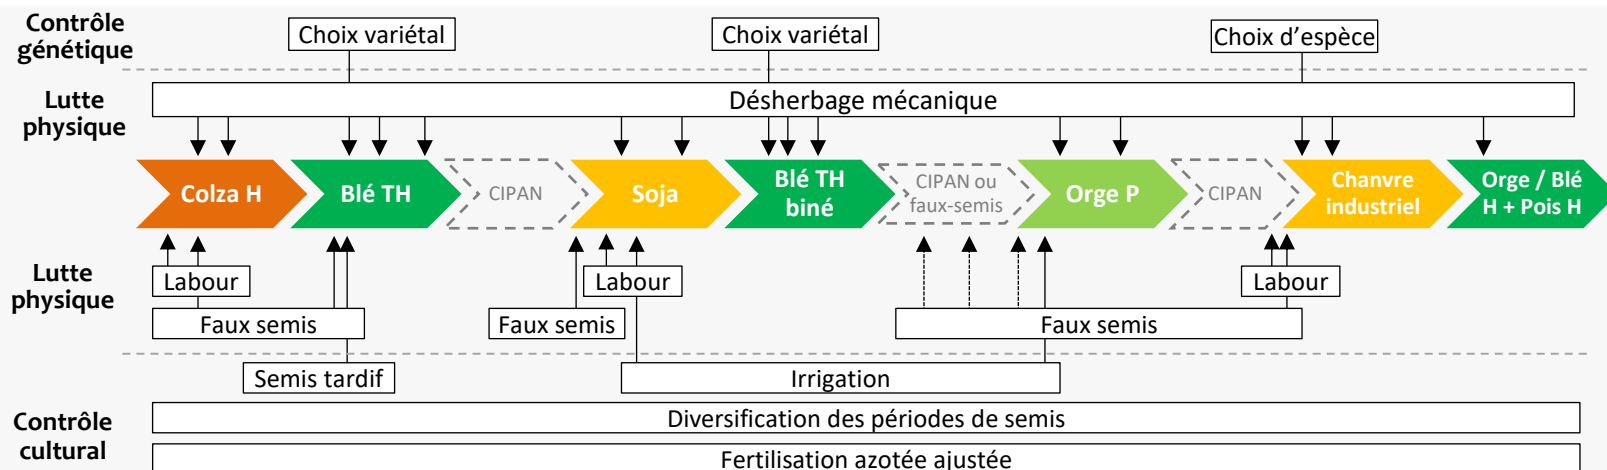 Contrôle
génétique
Choix variétal
Choix variétal
Choix d'espèce
Lutte
physique
Désherbage mécanique
Colza H
Blé TH
CIPAN
Soja
Blé TH
biné
CIPAN ou
faux-semis
Orge P
CIPAN
Chanvre
industriel
Orge / Blé
H + Pois H
Lutte
physique
Labour
Labour
Labour
Faux semis
Faux semis
Faux semis
Semis tardif
Irrigation
Contrôle
cultural
Diversification des périodes de semis
Fertilisation azotée ajustée